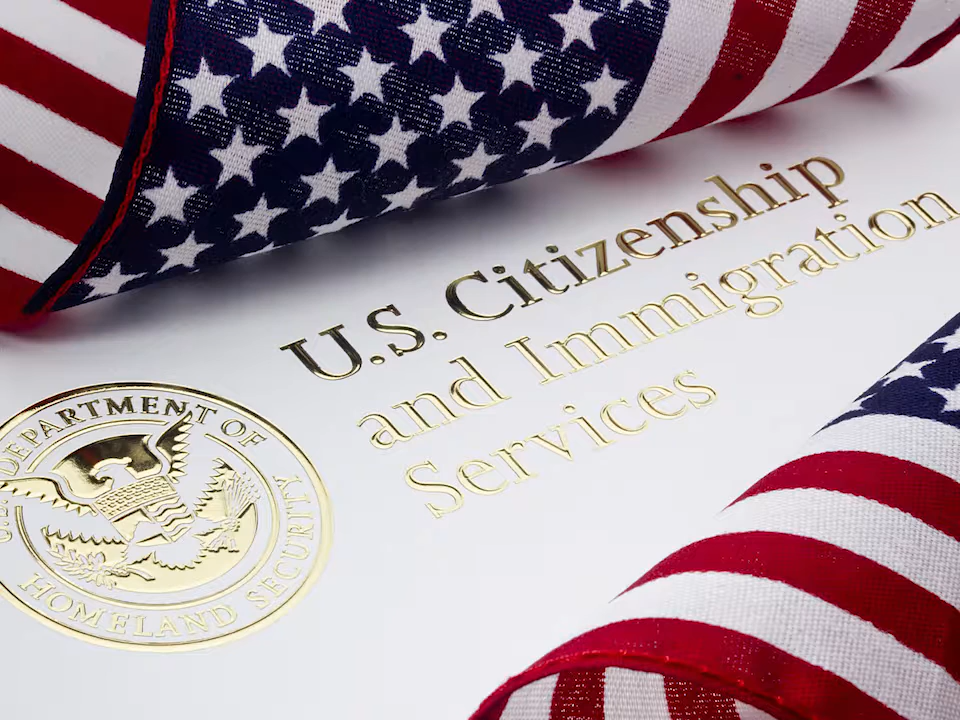 U.S. Citizenship
and Immigration
Services
DEPARTMENT OF
HOMELAND SECURITY